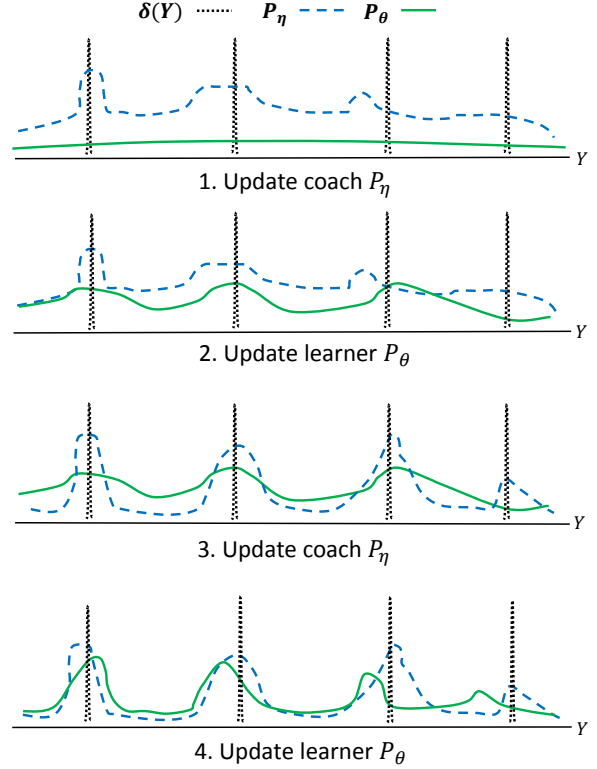 δ(Y) P_η P_θ
Y
1. Update coach P_η
Y
2. Update learner P_θ
Y
3. Update coach P_η
Y
4. Update learner P_θ